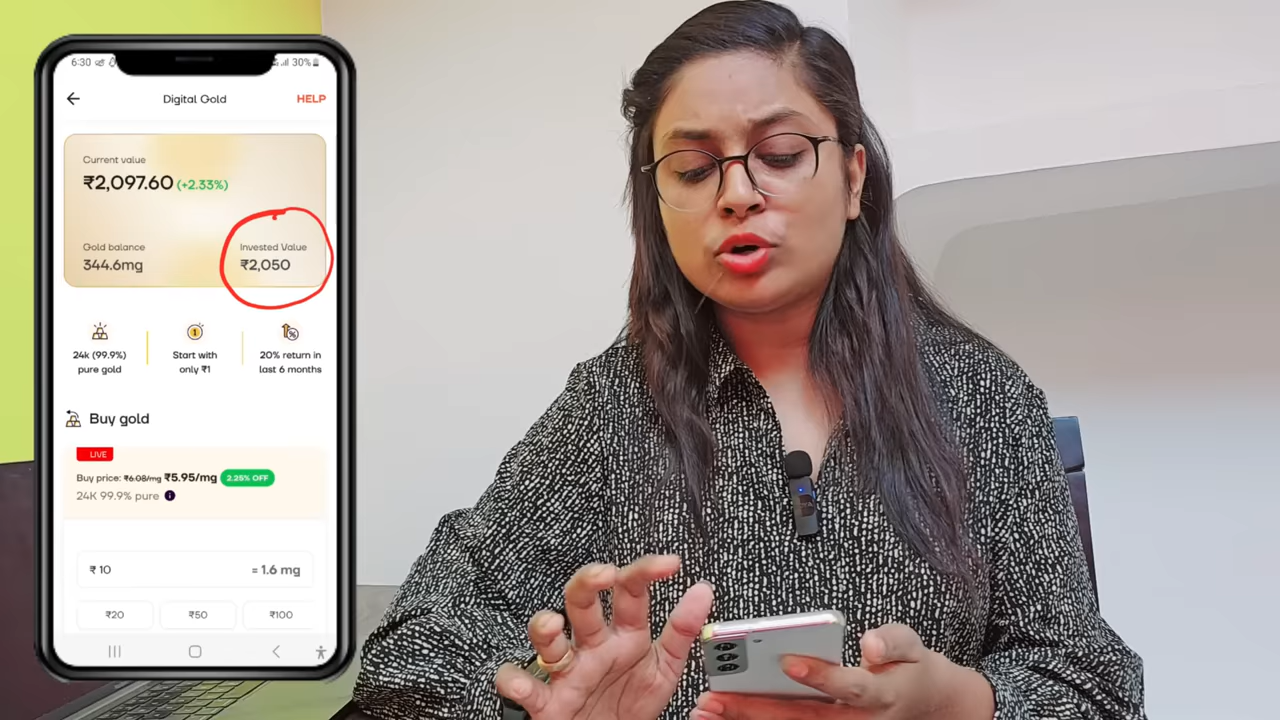 6:30
30%
Digital Gold
HELP
Current value
₹2,097.60 (+2.33%)
Gold balance
Invested Value
344.6mg
₹2,050
24k (99.9%)
pure gold
Start with
only ₹1
20% return in
last 6 months
Buy gold
LIVE
Buy price: ₹6.08/mg ₹5.95/mg 2.25% OFF
24K 99.9% pure
₹ 10
= 1.6 mg
₹20
₹50
₹100